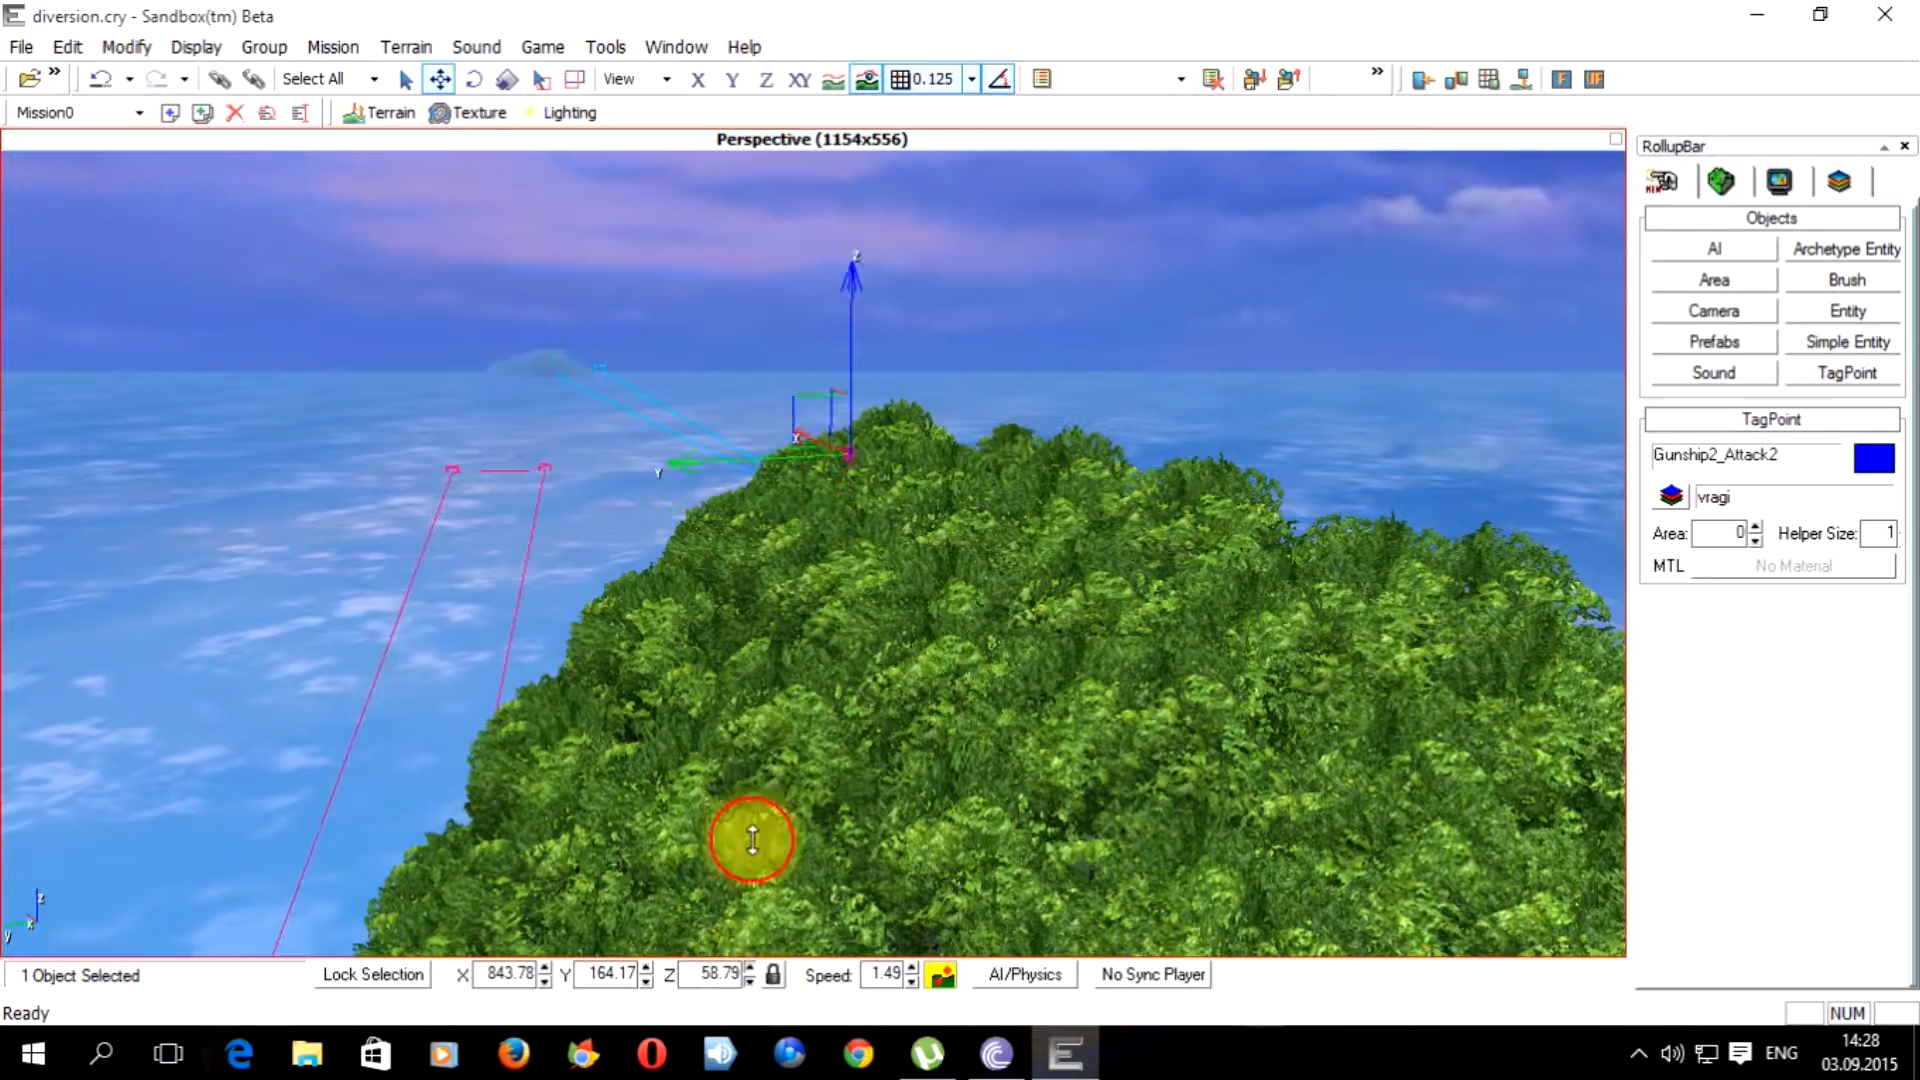 diversion.cry - Sandbox(tm) Beta
File Edit Modify Display Group Mission Terrain Sound Game Tools Window Help
Select All View X Y Z XY 0.125
Mission0 Terrain Texture Lighting
Perspective (1154x556)
RollupBar
NEW
Objects
AI Archetype Entity
Area Brush
Camera Entity
Prefabs Simple Entity
Sound TagPoint
TagPoint
Gunship2_Attack2
vragi
Area: 0 Helper Size: 1
MTL No Material
Z
X
Y
z
x
y
1 Object Selected Lock Selection X 843.78 Y 164.17 Z 58.79 Speed: 1.49 AI/Physics No Sync Player
Ready NUM
ENG 14:28
03.09.2015